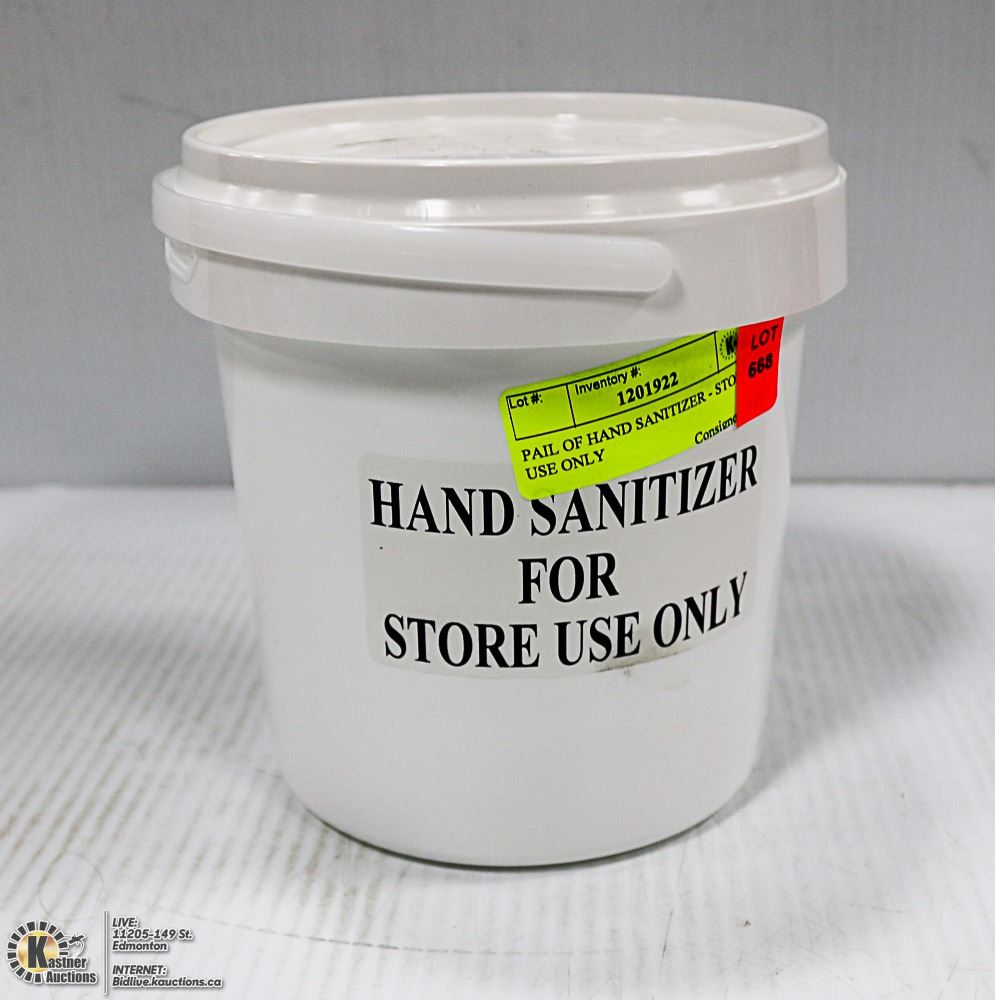 LOT
668
Lot #:
Inventory #:
1201922
PAIL OF HAND SANITIZER - STO
USE ONLY
Consigno
HAND SANITIZER
FOR
STORE USE ONLY
Kastner
Auctions
LIVE:
11205-149 St.
Edmonton
INTERNET:
Bidlive.kauctions.ca